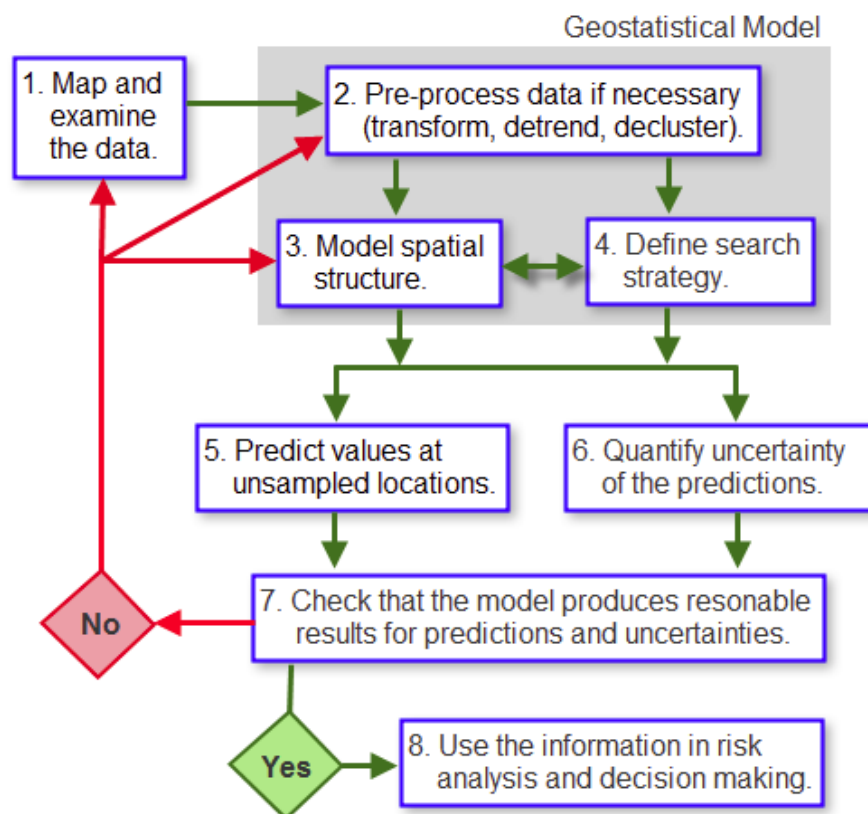 Geostatistical Model
1. Map and
examine
the data.
2. Pre-process data if necessary
(transform, detrend, decluster).
3. Model spatial
structure.
4. Define search
strategy.
5. Predict values at
unsampled locations.
6. Quantify uncertainty
of the predictions.
7. Check that the model produces resonable
results for predictions and uncertainties.
No
Yes
8. Use the information in risk
analysis and decision making.